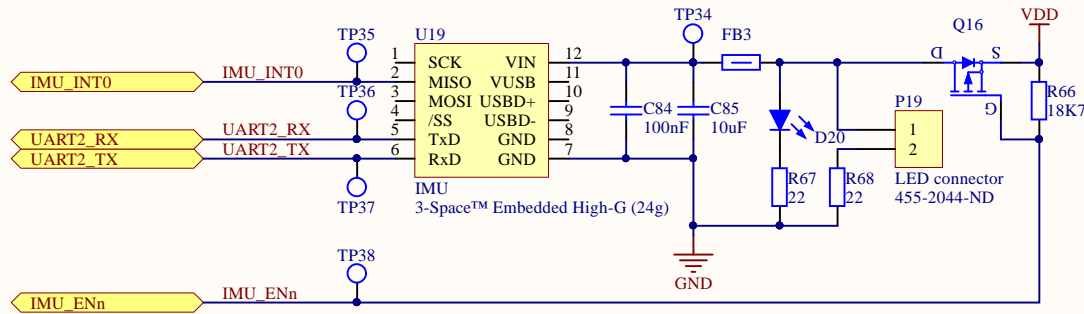 TP34
VDD
Q16
TP35
U19
FB3
D
S
1
SCK
VIN
12
IMU_INT0
IMU_INT0
2
MISO
VUSB
11
R66
18K7
TP36
3
MOSI
USBD+
10
C84
100nF
C85
10uF
G
P19
4
/SS
USBD-
9
1
UART2_RX
UART2_RX
5
TxD
GND
8
D20
2
UART2_TX
UART2_TX
6
RxD
GND
7
LED connector
455-2044-ND
R67
22
R68
22
IMU
3-Space™ Embedded High-G (24g)
TP37
TP38
GND
IMU_ENn
IMU_ENn